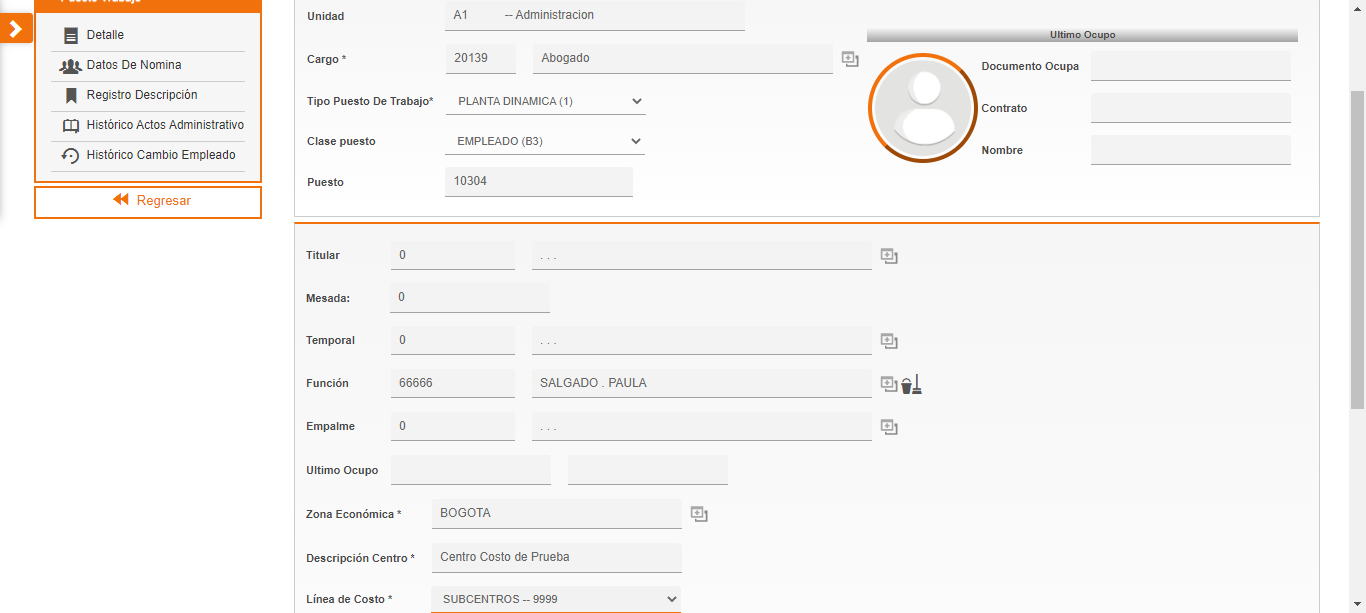 Puesto Trabajo
Detalle
Datos De Nomina
Registro Descripción
Histórico Actos Administrativo
Histórico Cambio Empleado
Regresar
Unidad A1 -- Administracion
Cargo * 20139 Abogado
Tipo Puesto De Trabajo* PLANTA DINAMICA (1)
Clase puesto EMPLEADO (B3)
Puesto 10304
Ultimo Ocupo
Documento Ocupa
Contrato
Nombre
Titular 0 . . .
Mesada: 0
Temporal 0 . . .
Función 66666 SALGADO . PAULA
Empalme 0 . . .
Ultimo Ocupo
Zona Económica * BOGOTA
Descripción Centro * Centro Costo de Prueba
Línea de Costo * SUBCENTROS -- 9999